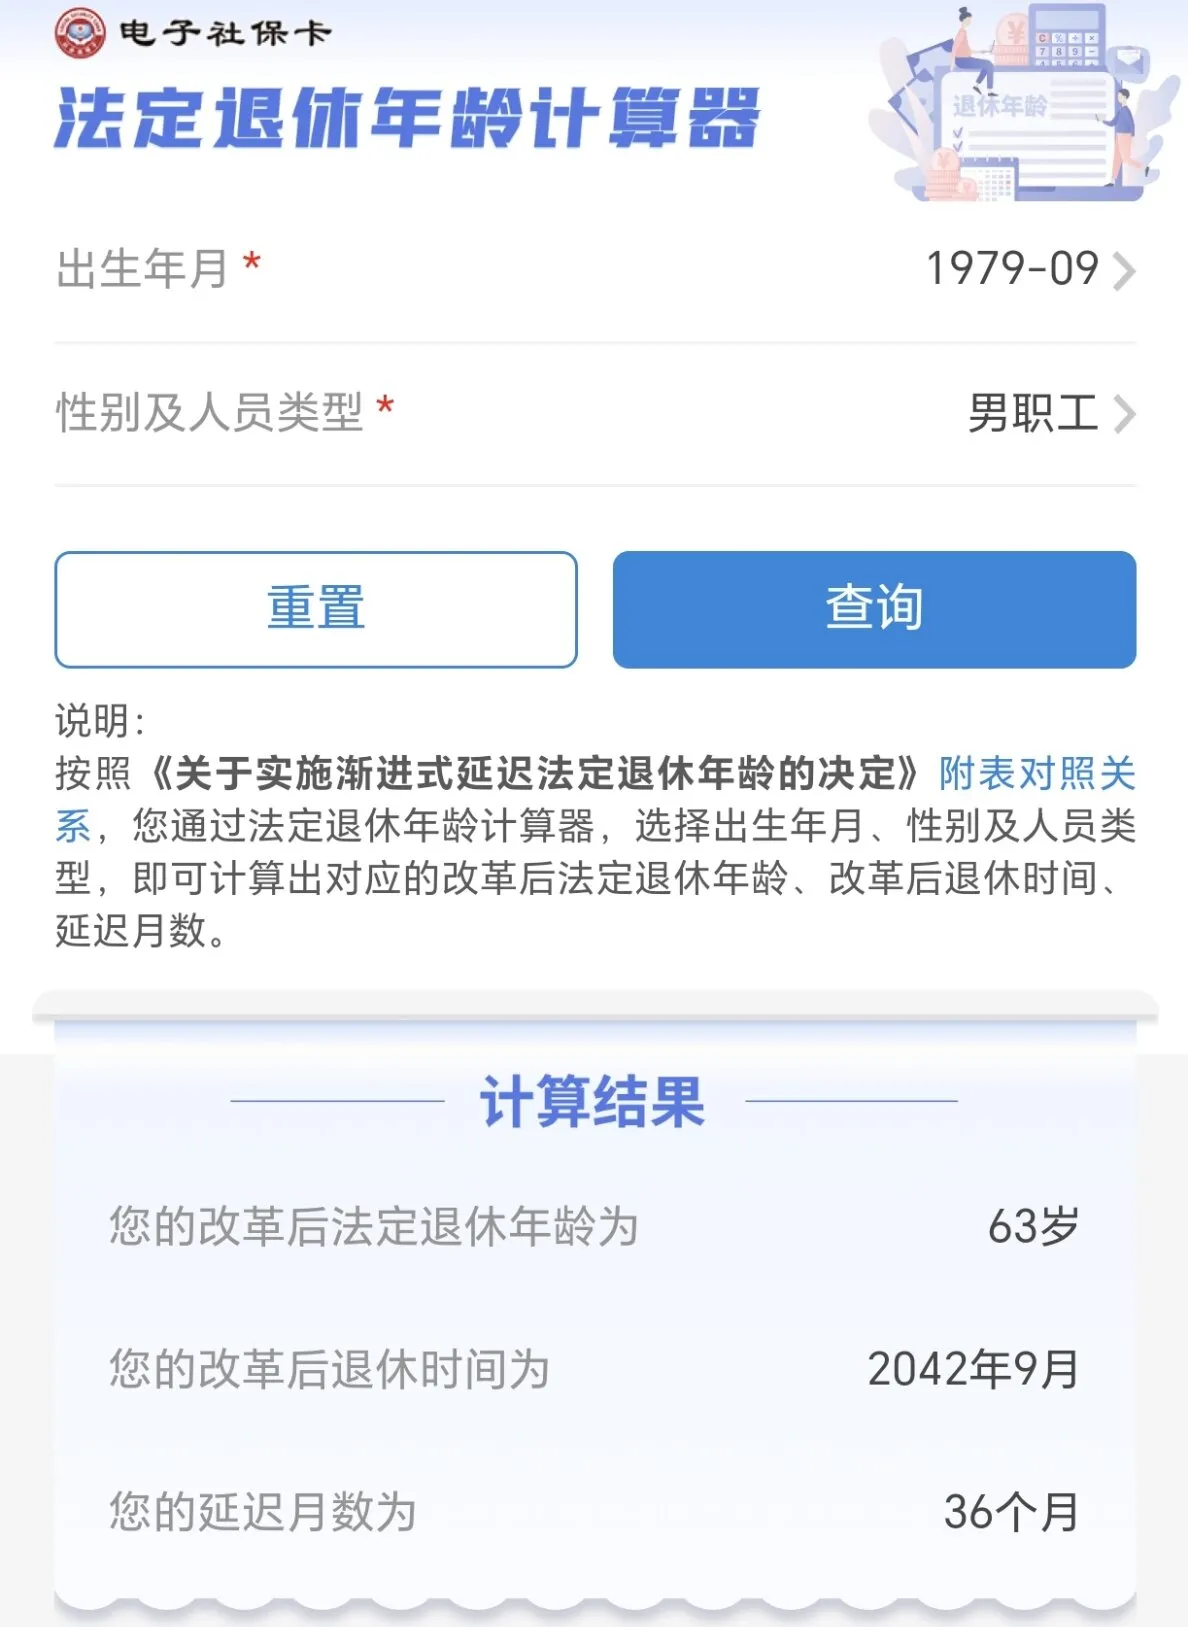 电子社保卡
法定退休年龄计算器
退休年龄
出生年月 *
1979-09
性别及人员类型 *
男职工
重置
查询
说明：
按照《关于实施渐进式延迟法定退休年龄的决定》附表对照关
系，您通过法定退休年龄计算器，选择出生年月、性别及人员类
型，即可计算出对应的改革后法定退休年龄、改革后退休时间、
延迟月数。
计算结果
您的改革后法定退休年龄为
63岁
您的改革后退休时间为
2042年9月
您的延迟月数为
36个月